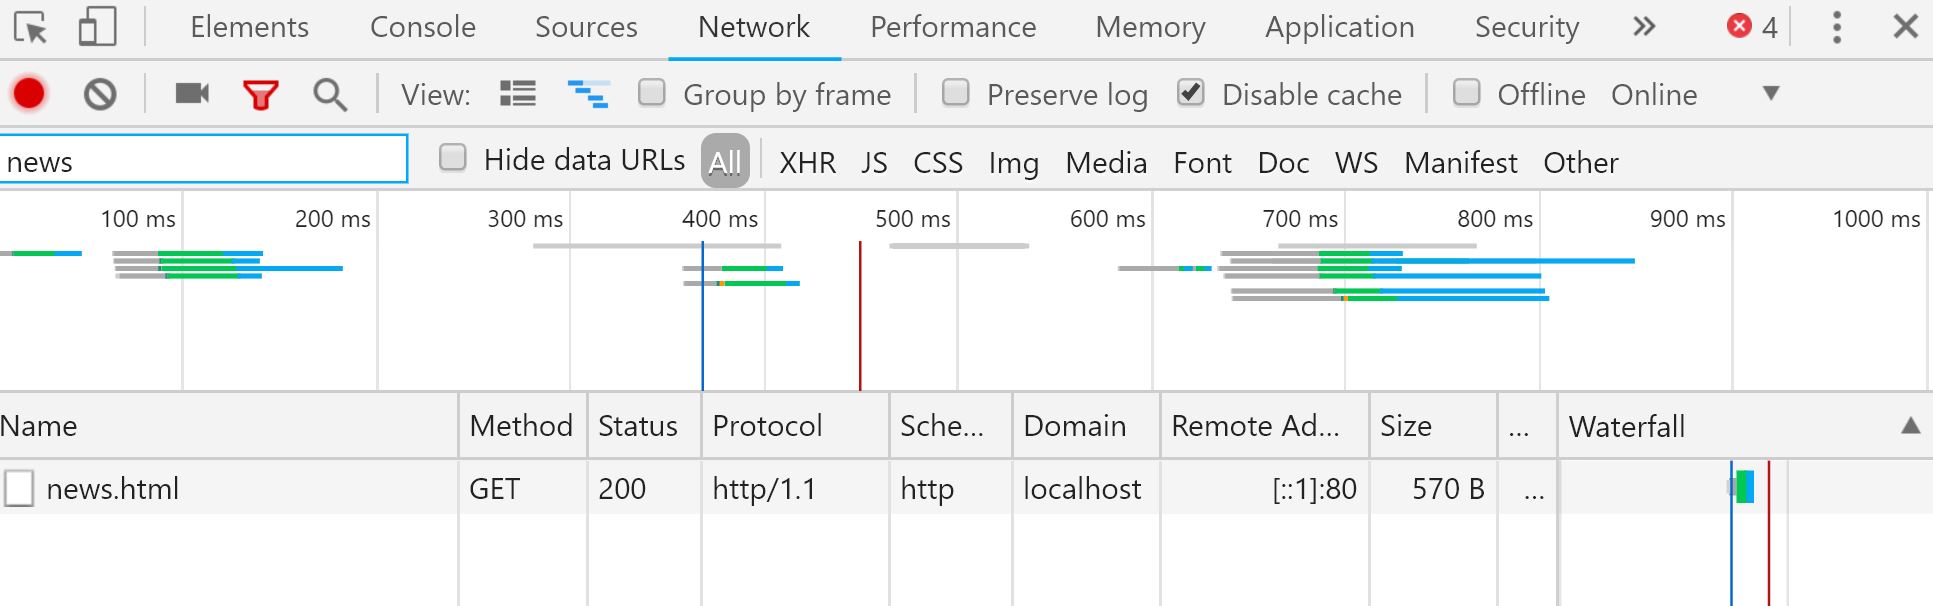 Elements Console Sources Network Performance Memory Application Security 4
View: Group by frame Preserve log Disable cache Offline Online
news Hide data URLs All XHR JS CSS Img Media Font Doc WS Manifest Other
100 ms 200 ms 300 ms 400 ms 500 ms 600 ms 700 ms 800 ms 900 ms 1000 ms
Name Method Status Protocol Sche... Domain Remote Ad... Size ... Waterfall
news.html GET 200 http/1.1 http localhost [::1]:80 570 B ...